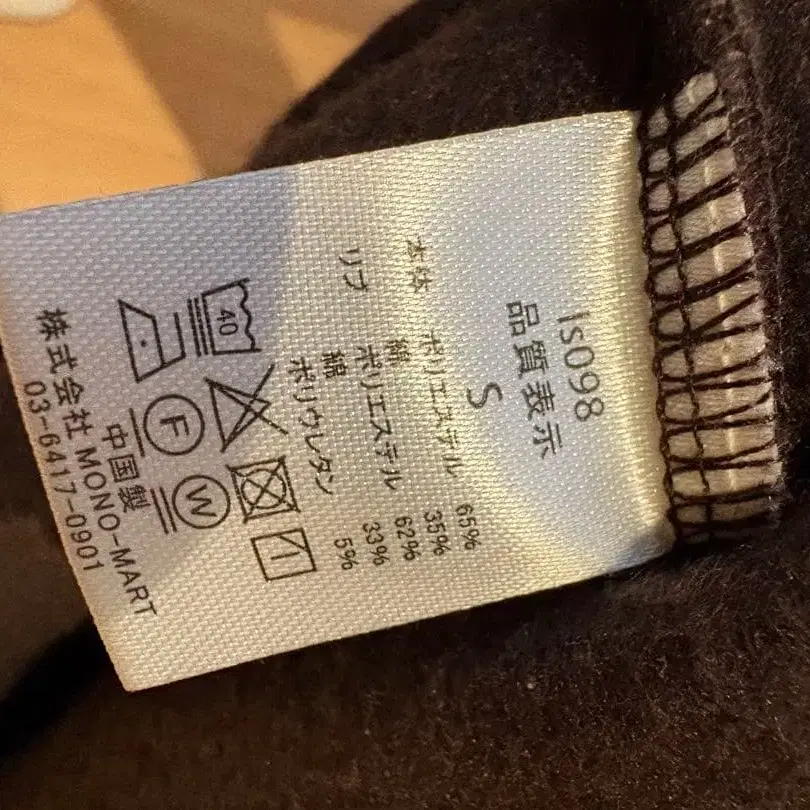 ls098
品質表示
S
本体 ポリエステル 65%
綿 35%
リブ ポリエステル 62%
綿 33%
ポリウレタン 5%
40
F W
中国製
株式会社 MONO-MART
03-6417-0901